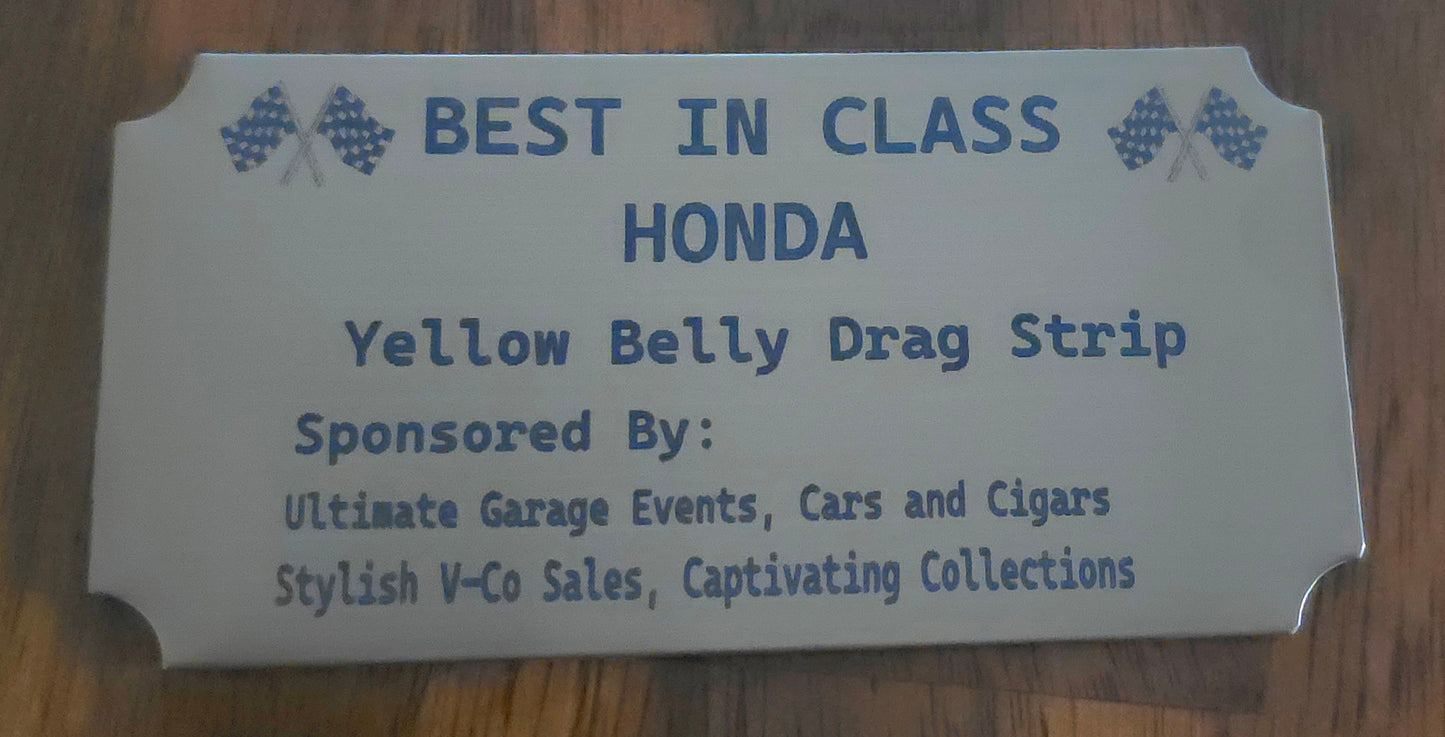 BEST IN CLASS
HONDA
Yellow Belly Drag Strip
Sponsored By:
Ultimate Garage Events, Cars and Cigars
Stylish V-Co Sales, Captivating Collections